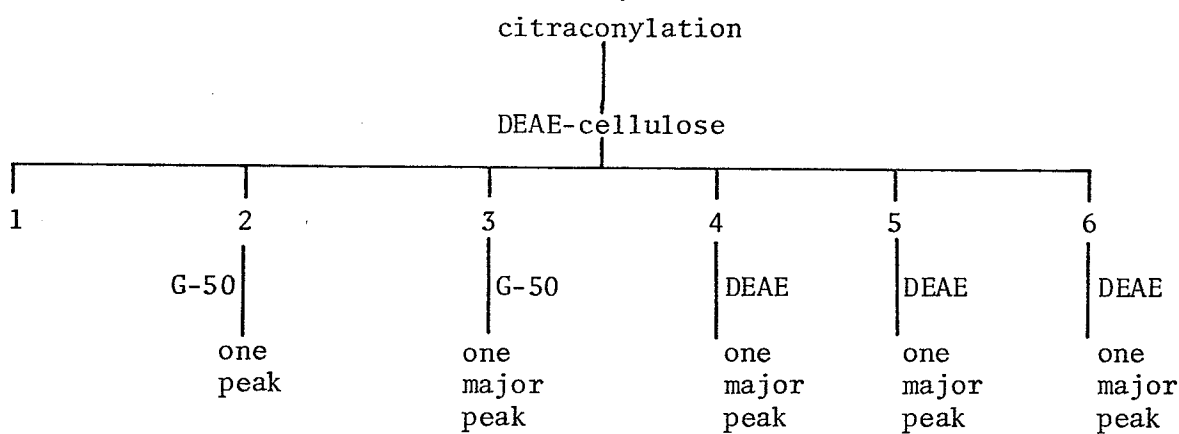 citraconylation
DEAE-cellulose
1 2 3 4 5 6
G-50 G-50 DEAE DEAE DEAE
one one one one one
peak major major major major
peak peak peak peak